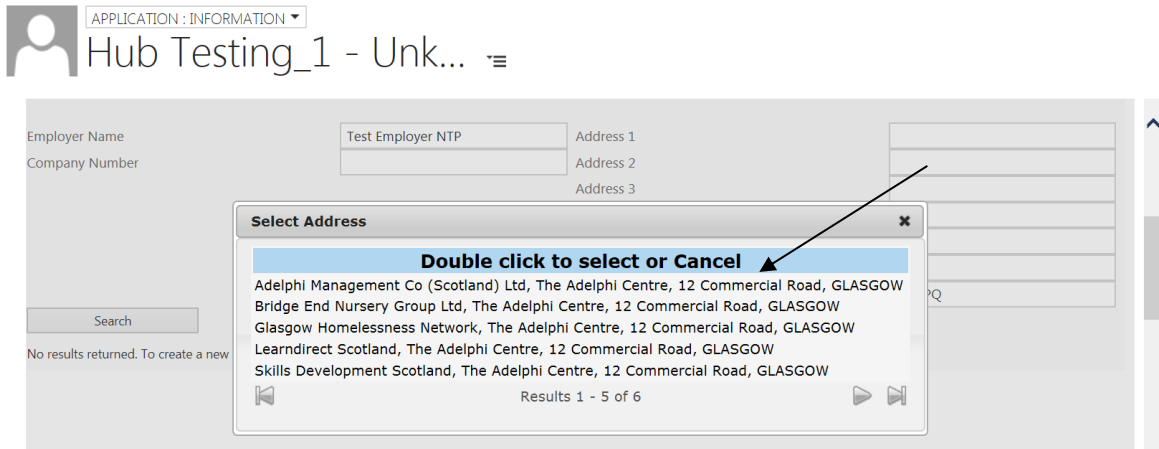 APPLICATION : INFORMATION
Hub Testing_1 - Unk...
Employer Name Test Employer NTP Address 1
Company Number Address 2
Address 3
Select Address
Double click to select or Cancel
Adelphi Management Co (Scotland) Ltd, The Adelphi Centre, 12 Commercial Road, GLASGOW
Bridge End Nursery Group Ltd, The Adelphi Centre, 12 Commercial Road, GLASGOW
Glasgow Homelessness Network, The Adelphi Centre, 12 Commercial Road, GLASGOW
Learndirect Scotland, The Adelphi Centre, 12 Commercial Road, GLASGOW
Skills Development Scotland, The Adelphi Centre, 12 Commercial Road, GLASGOW
Results 1 - 5 of 6
Search
No results returned. To create a new